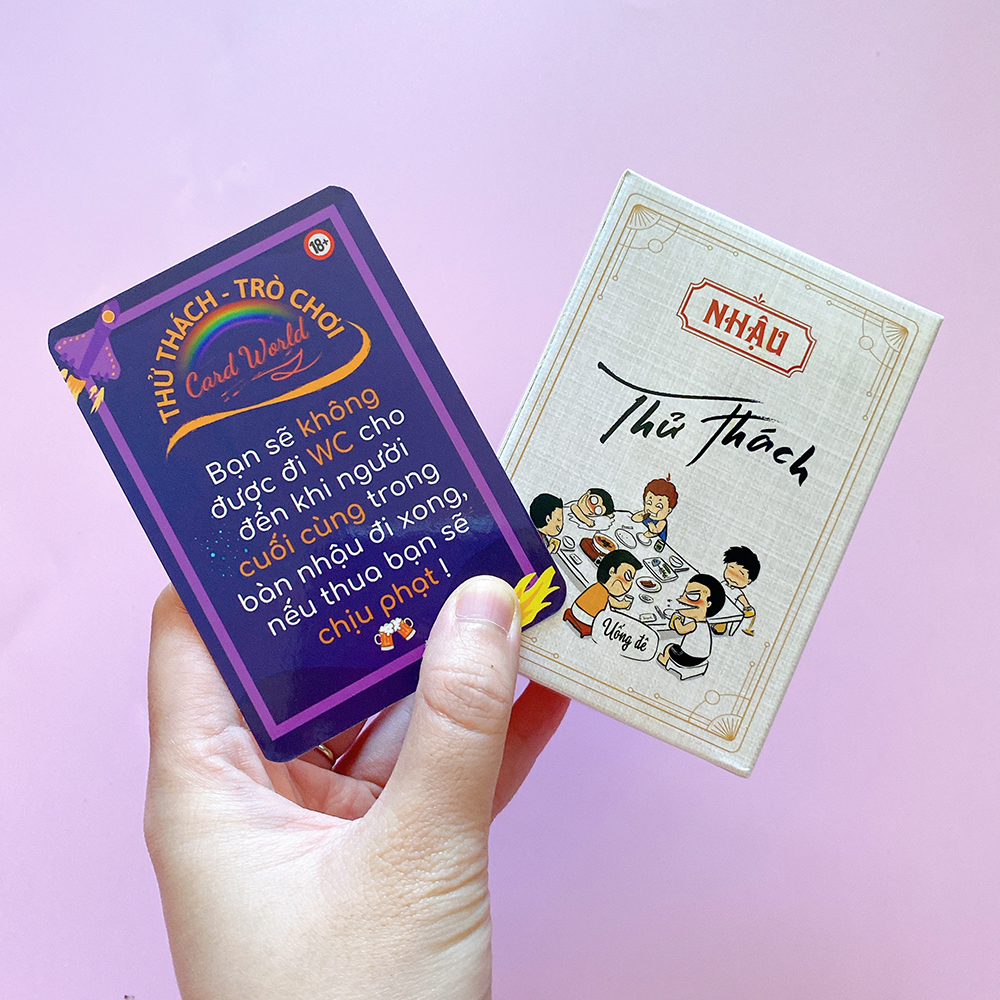 18+
THỬ THÁCH - TRÒ CHƠI
Card World
Bạn sẽ không
được đi WC cho
đến khi người
cuối cùng trong
bàn nhậu đi xong,
nếu thua bạn sẽ
chịu phạt !
NHẬU
Thử Thách
Uống đê